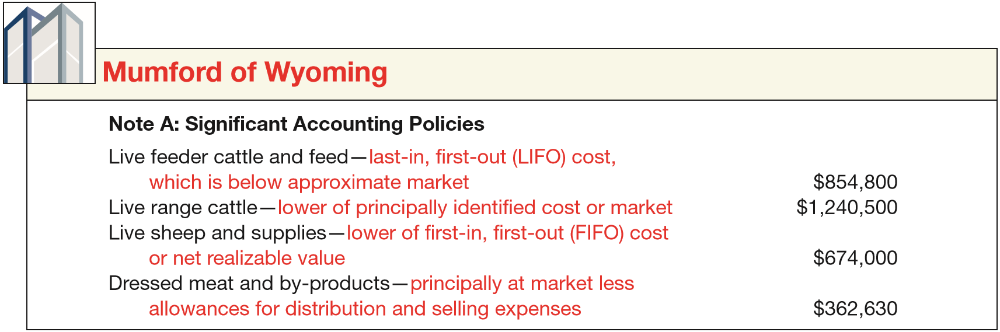 Mumford of Wyoming
Note A: Significant Accounting Policies
Live feeder cattle and feed—last-in, first-out (LIFO) cost,
which is below approximate market $854,800
Live range cattle—lower of principally identified cost or market $1,240,500
Live sheep and supplies—lower of first-in, first-out (FIFO) cost
or net realizable value $674,000
Dressed meat and by-products—principally at market less
allowances for distribution and selling expenses $362,630